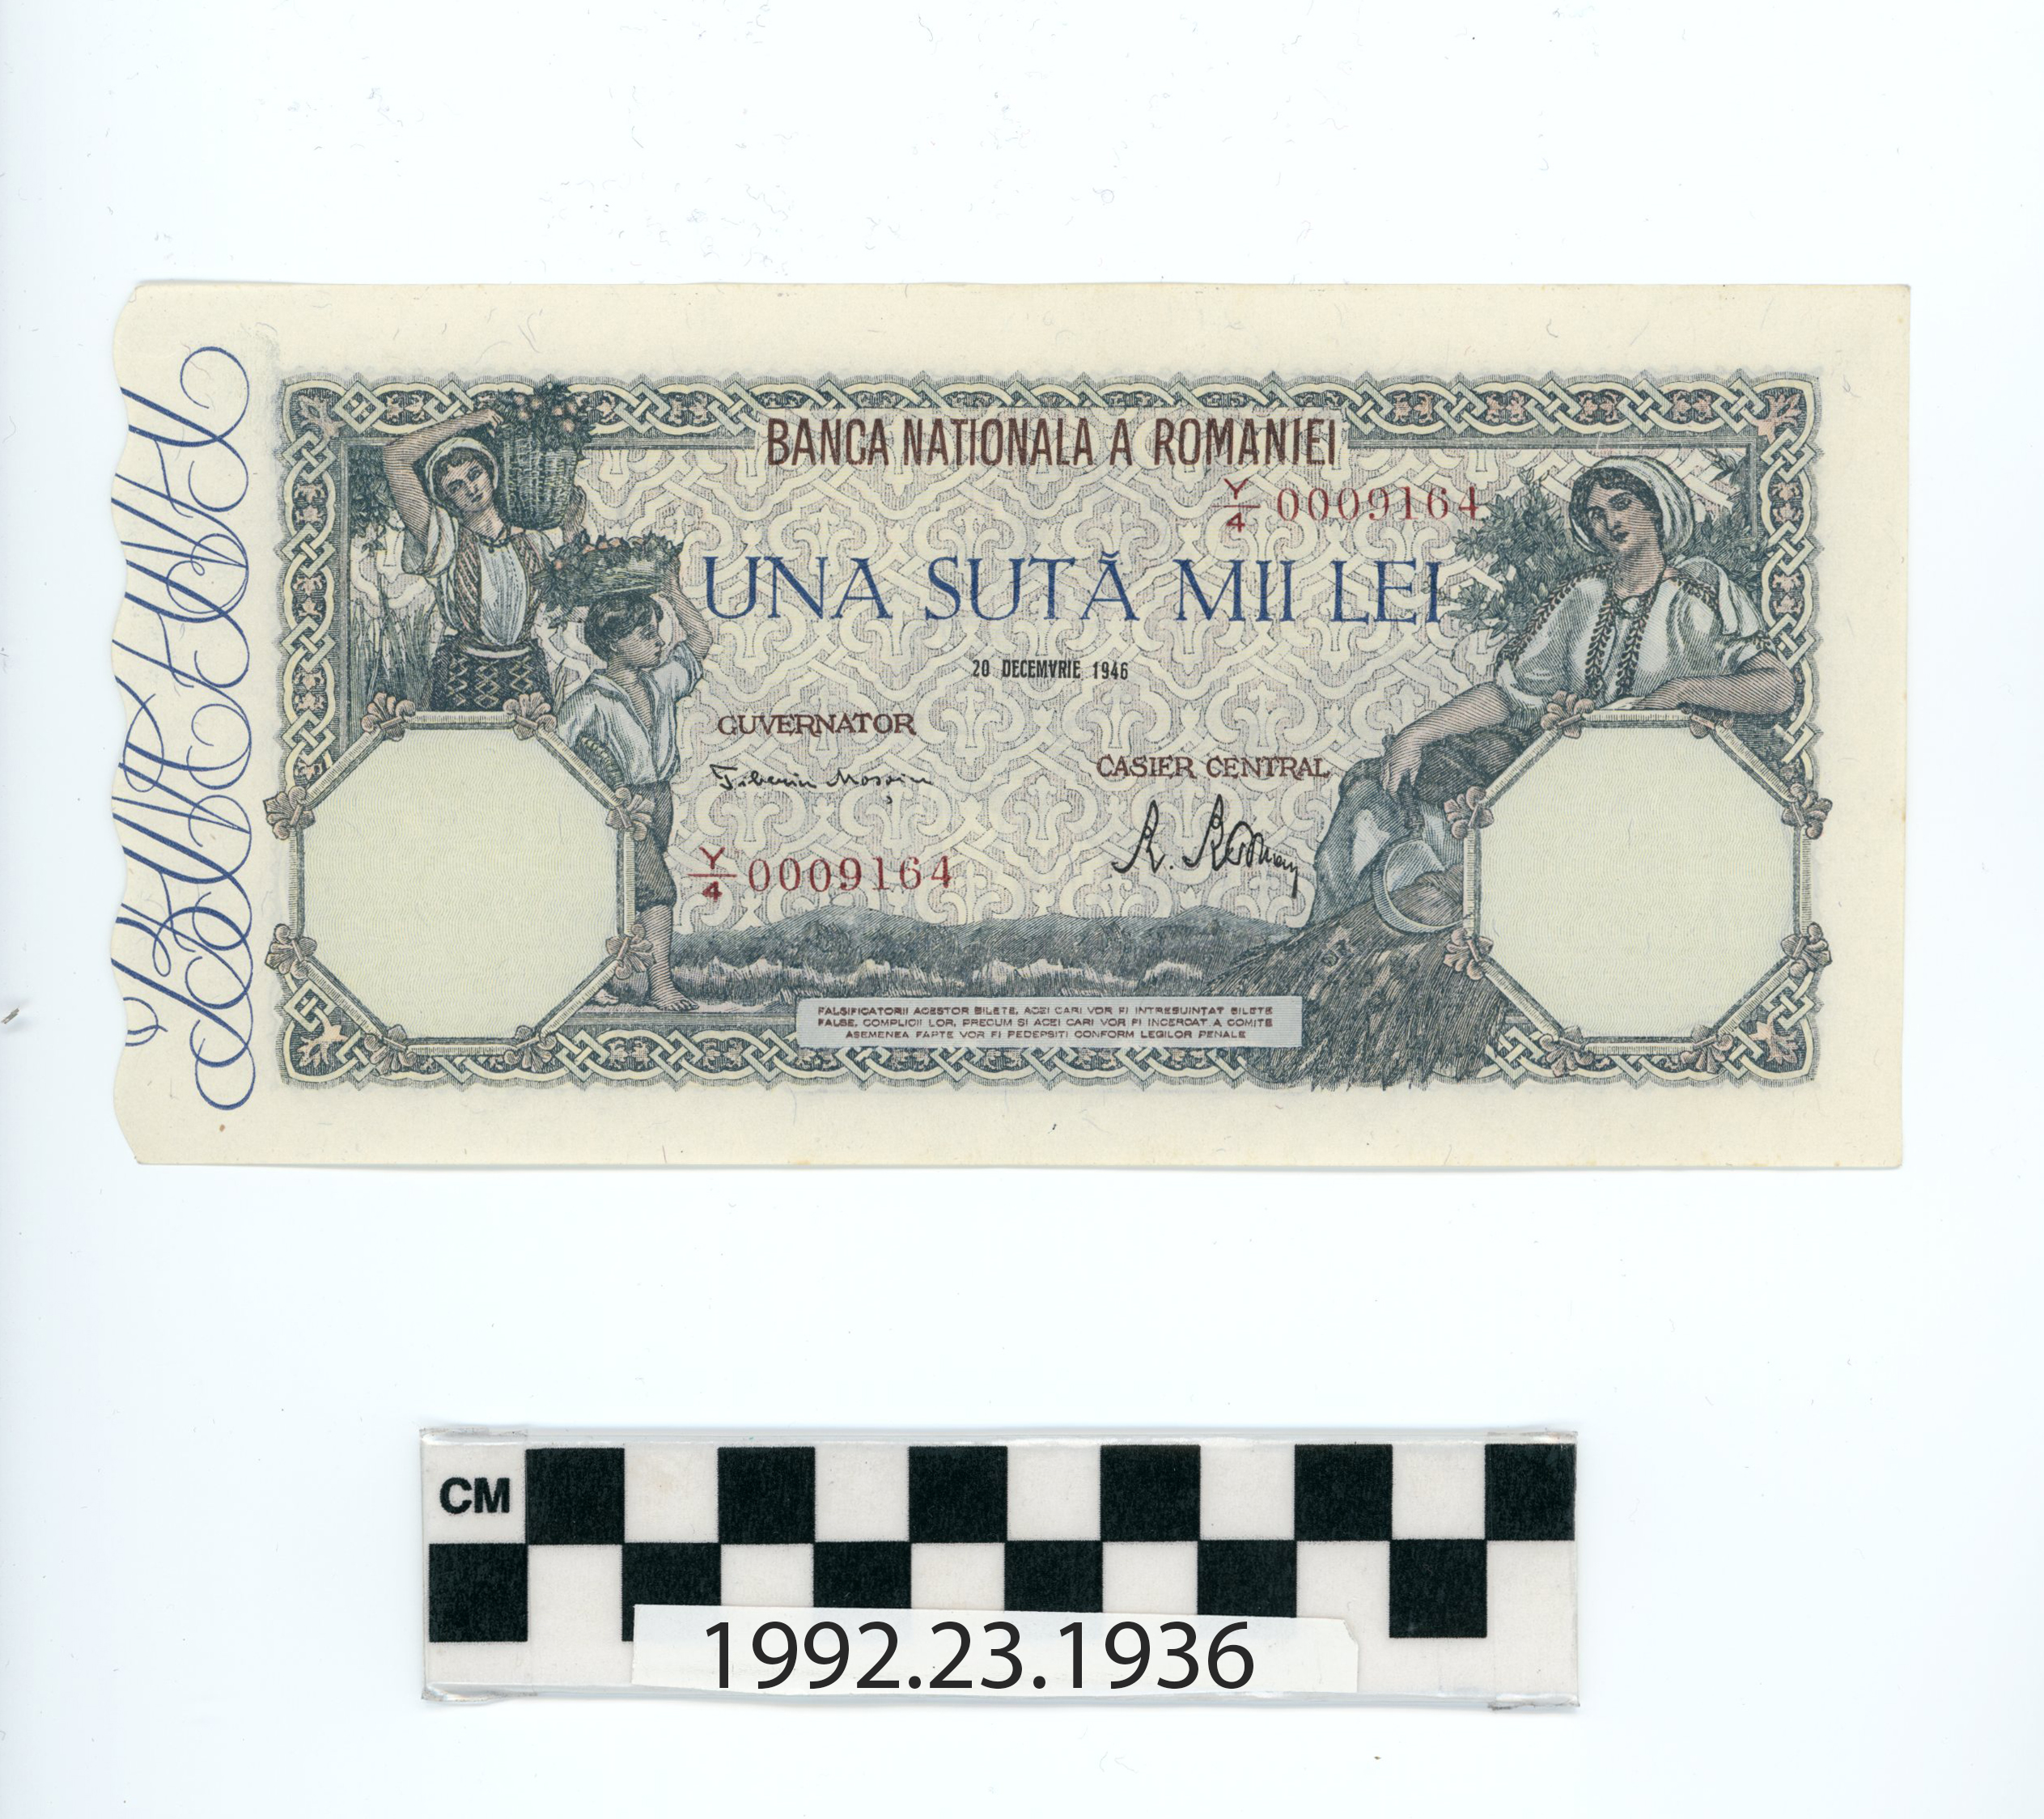 BANCA NATIONALA A ROMANIEI
Y/4 0009164
UNA SUTĂ MII LEI
20 DECEMVRIE 1946
GUVERNATOR
CASIER CENTRAL
Y/4 0009164
FALSIFICATORII ACESTOR BILETE, ACEI CARI VOR FI INTREBUINTAT BILETE
FALSE, COMPLICII LOR, PRECUM SI ACEI CARI VOR FI INCERCAT A COMITE
ASEMENEA FAPTE VOR FI PEDEPSITI CONFORM LEGILOR PENALE
CM
1992.23.1936